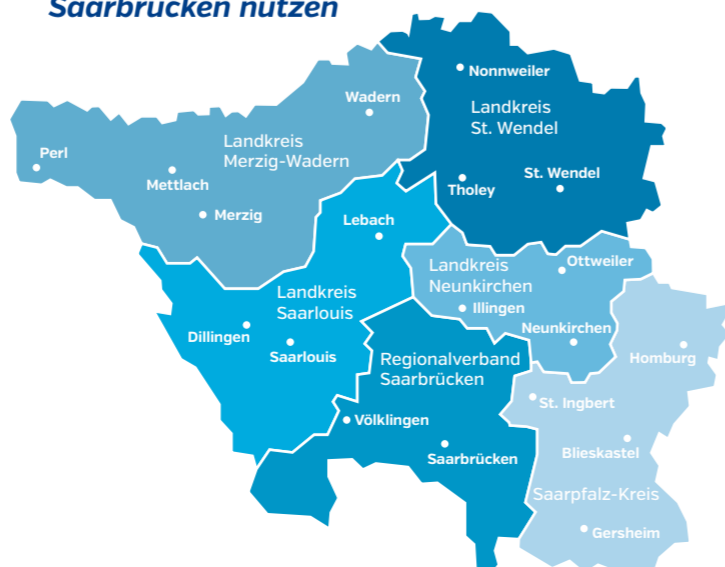 Saarbrücken nutzen
Nonnweiler
Wadern
Landkreis
St. Wendel
Landkreis
Merzig-Wadern
Perl
Mettlach
St. Wendel
Tholey
Merzig
Lebach
Landkreis
Neunkirchen
Ottweiler
Landkreis
Saarlouis
Illingen
Dillingen
Neunkirchen
Saarlouis
Regionalverband
Saarbrücken
Homburg
St. Ingbert
Völklingen
Blieskastel
Saarbrücken
Saarpfalz-Kreis
Gersheim